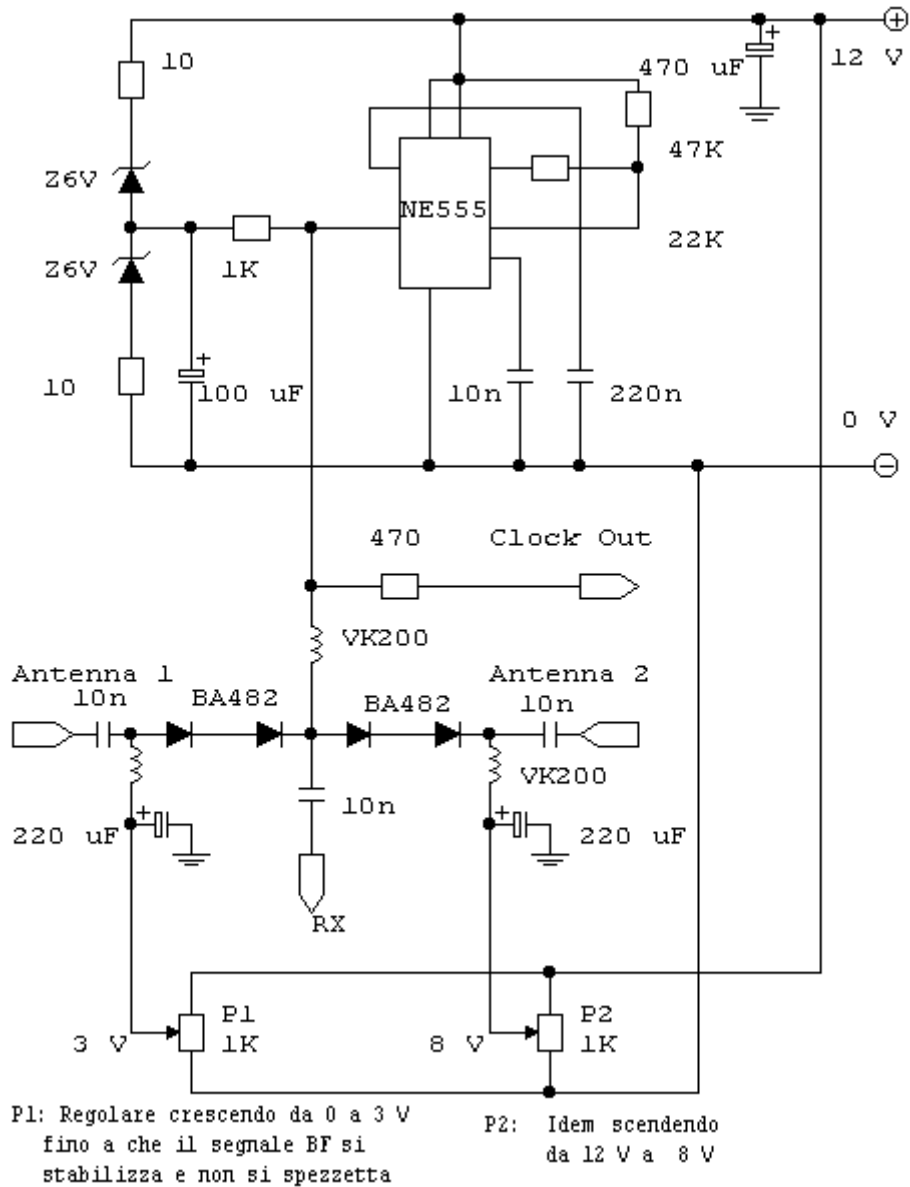 10
470 uF
12 V
Z6V
47K
NE555
22K
Z6V
1K
10
100 uF
10n
220n
0 V
470
Clock Out
VK200
Antenna 1
Antenna 2
10n
BA482
BA482
10n
VK200
10n
220 uF
220 uF
RX
P1
P2
3 V
1K
8 V
1K
P1: Regolare crescendo da 0 a 3 V
fino a che il segnale BF si
stabilizza e non si spezzetta
P2: Idem scendendo
da 12 V a 8 V